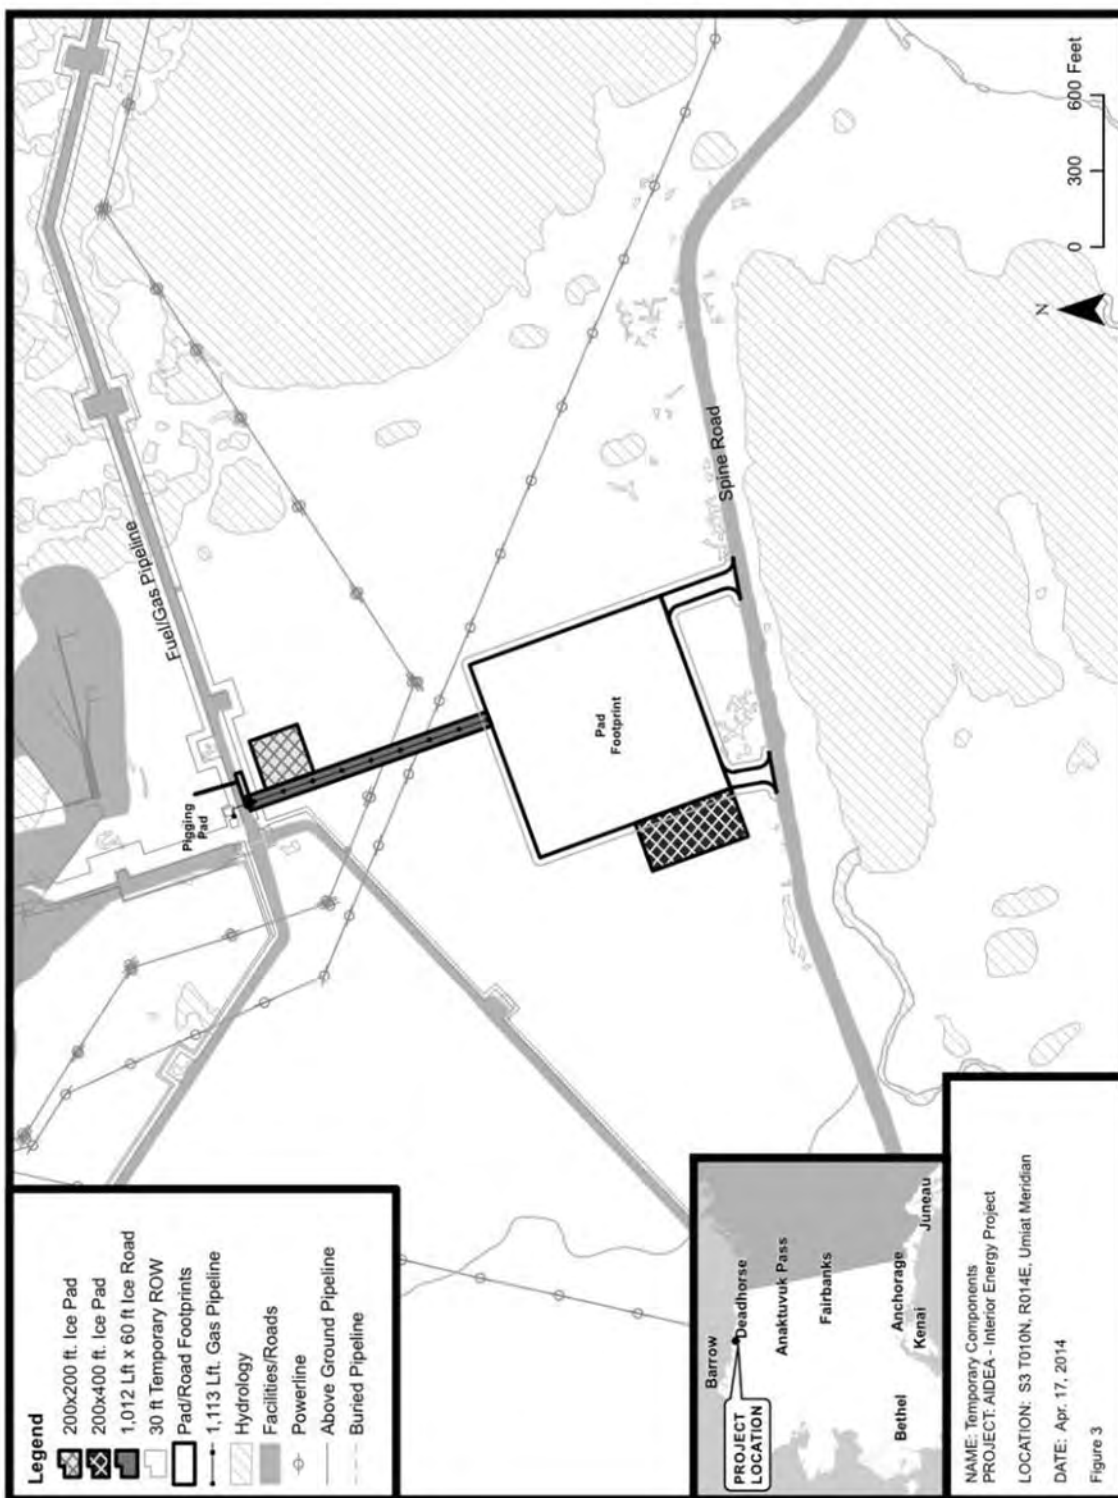 Legend
200x200 ft. Ice Pad
200x400 ft. Ice Pad
1,012 Lft x 60 ft Ice Road
30 ft Temporary ROW
Pad/Road Footprints
1,113 Lft. Gas Pipeline
Hydrology
Facilities/Roads
Powerline
Above Ground Pipeline
Buried Pipeline
Fuel/Gas Pipeline
Pigging
Pad
Pad
Footprint
Spine Road
N
0 300 600 Feet
Barrow
Deadhorse
PROJECT
LOCATION
Anaktuvuk Pass
Fairbanks
Anchorage
Kenai
Juneau
Bethel
NAME: Temporary Components
PROJECT: AIDEA - Interior Energy Project
LOCATION: S3 T010N, R014E, Umiat Meridian
DATE: Apr. 17, 2014
Figure 3